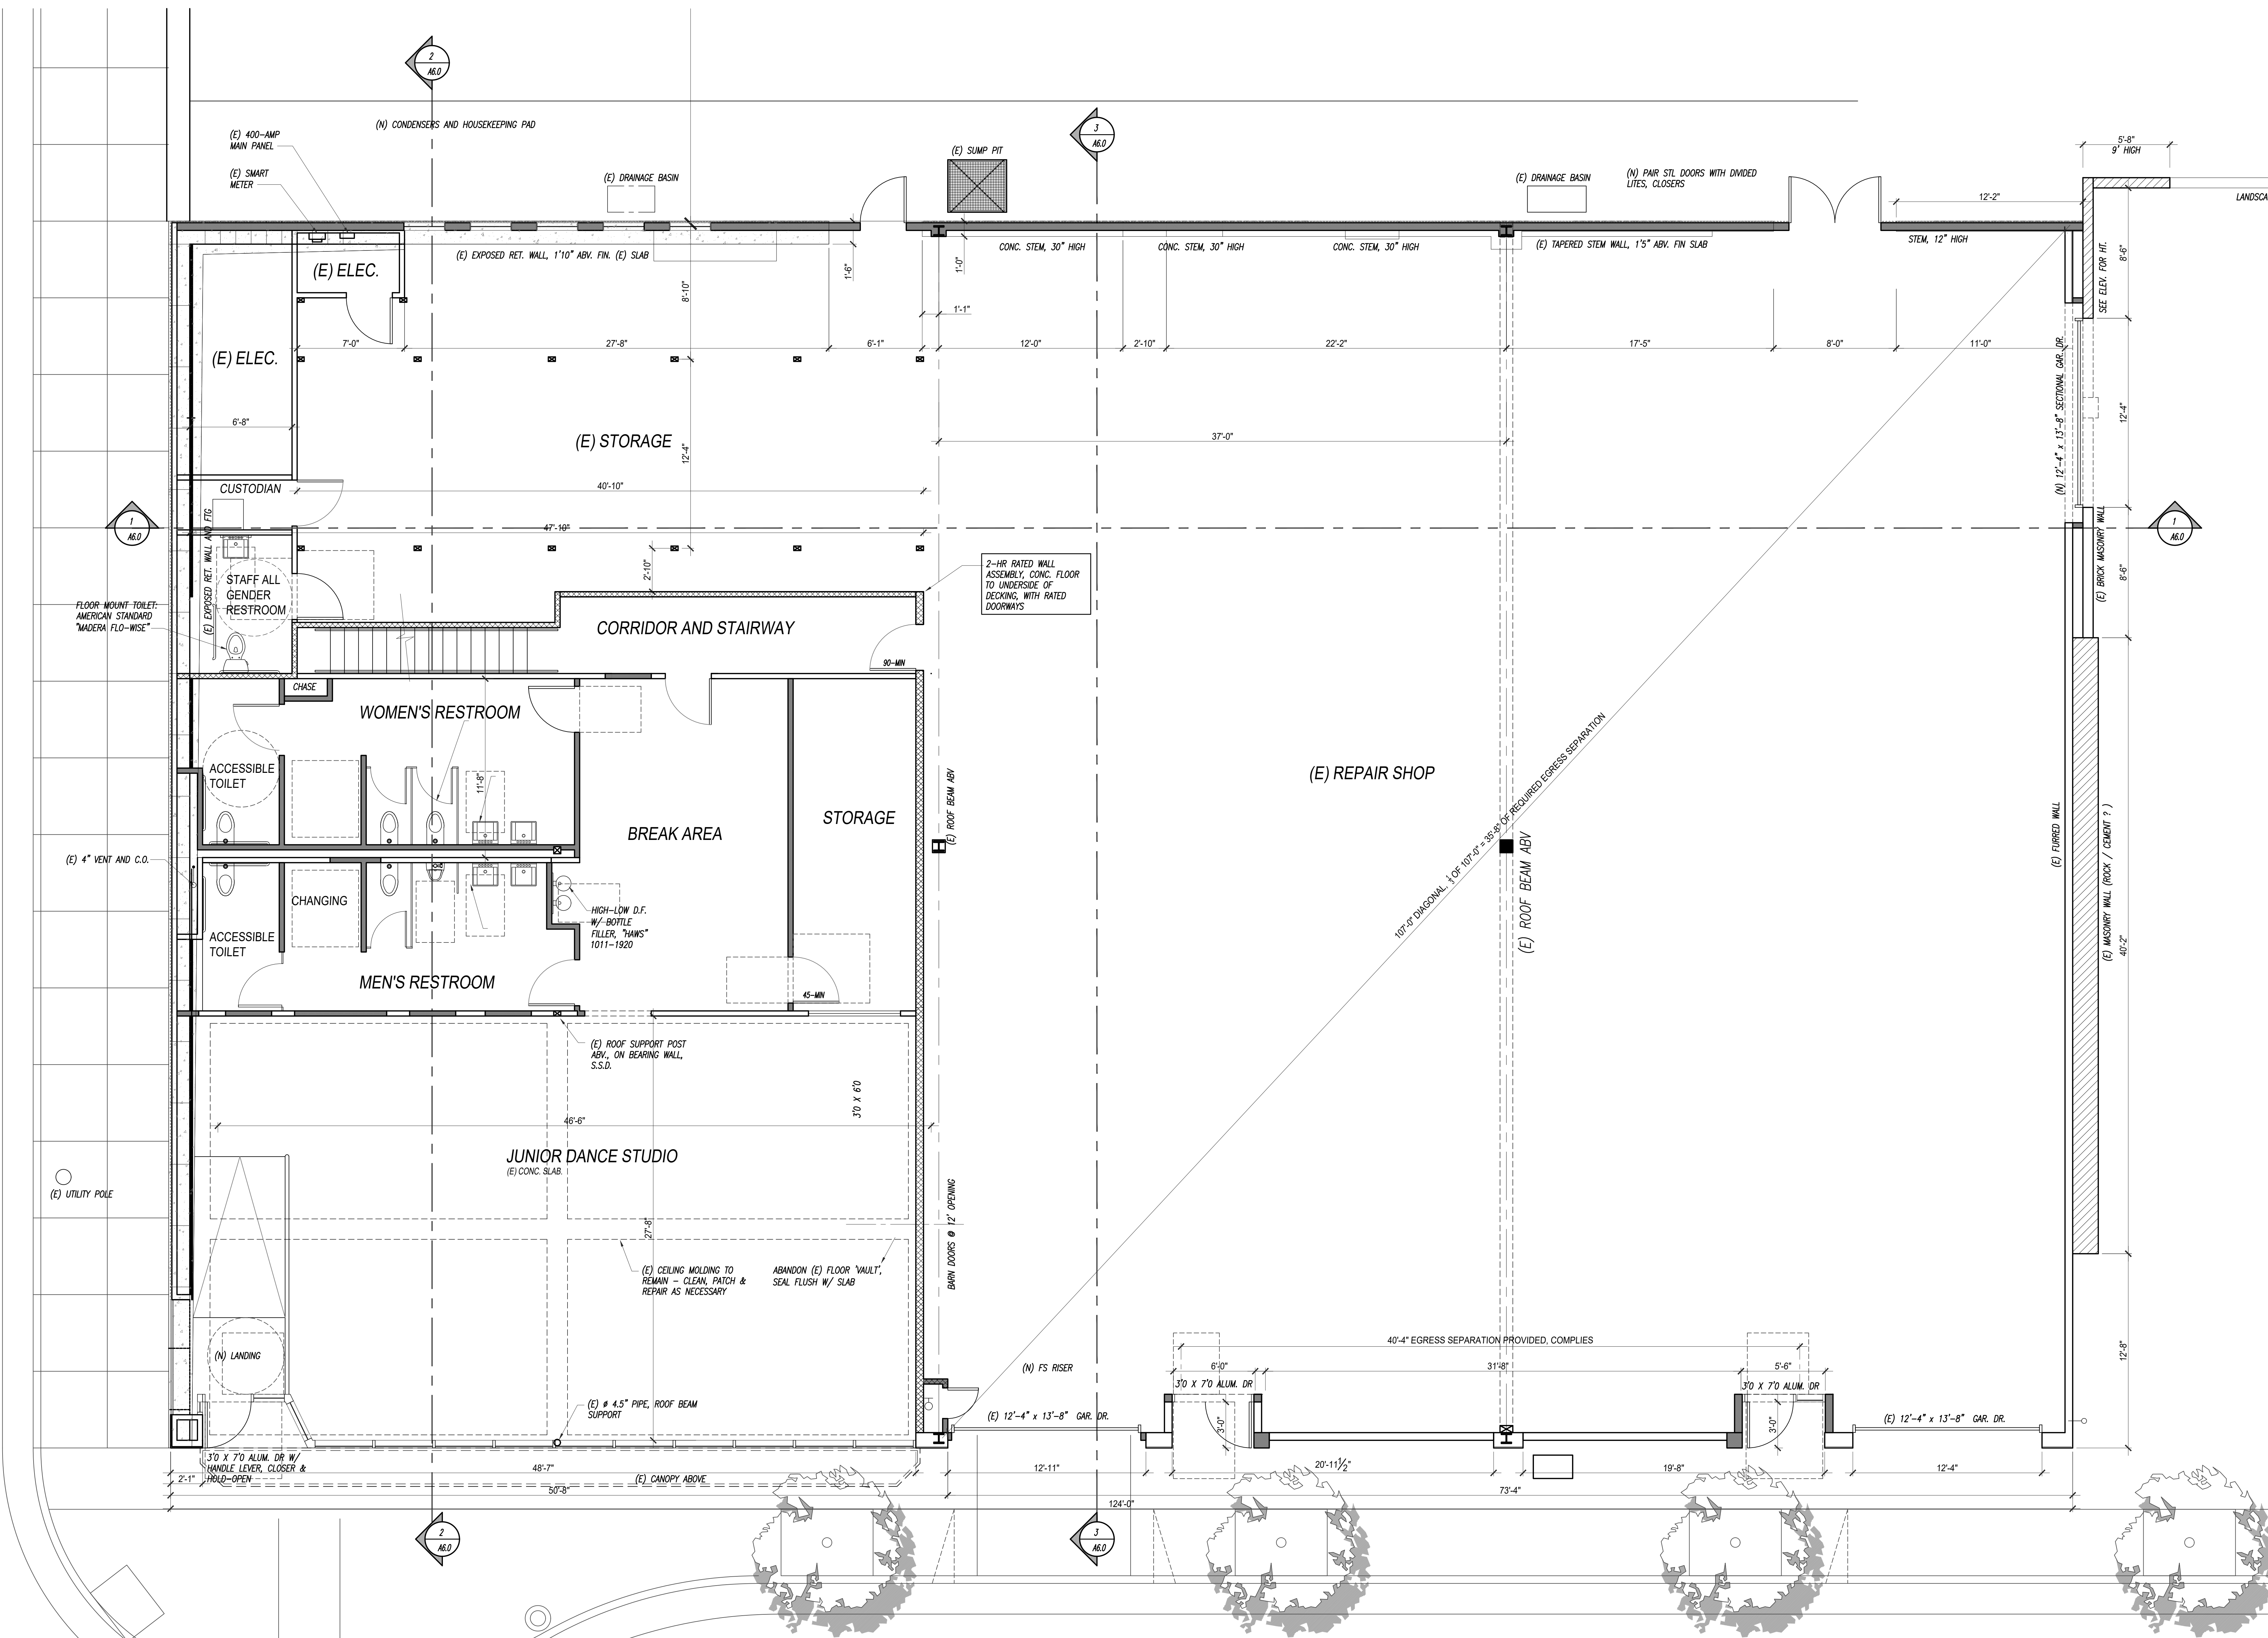 2
A6.0
(N) CONDENSERS AND HOUSEKEEPING PAD
(E) 400-AMP
MAIN PANEL
(E) SMART
METER
(E) DRAINAGE BASIN
3
A6.0
(E) SUMP PIT
(E) DRAINAGE BASIN
(N) PAIR STL DOORS WITH DIVIDED
LITES, CLOSERS
5'-8"
9' HIGH
12'-2"
LANDSCA
(E) ELEC.
(E) EXPOSED RET. WALL, 1'10" ABV. FIN. (E) SLAB
1'-6"
8'-10"
1'-0"
1'-1"
CONC. STEM, 30" HIGH
CONC. STEM, 30" HIGH
CONC. STEM, 30" HIGH
(E) TAPERED STEM WALL, 1'5" ABV. FIN SLAB
STEM, 12" HIGH
SEE ELEV. FOR HT.
8'-6"
(E) ELEC.
7'-0"
27'-8"
6'-1"
12'-0"
2'-10"
22'-2"
17'-5"
8'-0"
11'-0"
(N) 12'-4" x 13'-8" SECTIONAL GAR. DR.
12'-4"
6'-8"
(E) STORAGE
12'-4"
37'-0"
CUSTODIAN
40'-10"
47'-10"
1
A6.0
1
A6.0
(E) EXPOSED RET. WALL AND FTG
2'-10"
STAFF ALL
GENDER
RESTROOM
FLOOR MOUNT TOILET:
AMERICAN STANDARD
"MADERA FLO-WISE"
2-HR RATED WALL
ASSEMBLY, CONC. FLOOR
TO UNDERSIDE OF
DECKING, WITH RATED
DOORWAYS
(E) BRICK MASONRY WALL
8'-6"
CORRIDOR AND STAIRWAY
90-MIN
CHASE
WOMEN'S RESTROOM
ACCESSIBLE
TOILET
11'-8"
BREAK AREA
STORAGE
(E) ROOF BEAM ABV
(E) REPAIR SHOP
107'-0" DIAGONAL. 1/3 OF 107'-0" = 35'-8" OF REQUIRED EGRESS SEPARATION
(E) ROOF BEAM ABV
(E) FURRED WALL
(E) MASONRY WALL (ROCK / CEMENT ? )
40'-2"
(E) 4" VENT AND C.O.
CHANGING
HIGH-LOW D.F.
W/ BOTTLE
FILLER, "HAWS"
1011-1920
ACCESSIBLE
TOILET
MEN'S RESTROOM
45-MIN
(E) ROOF SUPPORT POST
ABV., ON BEARING WALL,
S.S.D.
3'0 X 6'0
46'-6"
JUNIOR DANCE STUDIO
(E) CONC. SLAB.
(E) UTILITY POLE
27'-8"
BARN DOORS @ 12' OPENING
(E) CEILING MOLDING TO
REMAIN - CLEAN, PATCH &
REPAIR AS NECESSARY
ABANDON (E) FLOOR 'VAULT',
SEAL FLUSH W/ SLAB
(N) LANDING
(N) FS RISER
40'-4" EGRESS SEPARATION PROVIDED, COMPLIES
6'-0"
31'-8"
5'-6"
12'-8"
3'0 X 7'0 ALUM. DR
3'0 X 7'0 ALUM. DR
(E) Ø 4.5" PIPE, ROOF BEAM
SUPPORT
(E) 12'-4" x 13'-8" GAR. DR.
3'-0"
3'-0"
(E) 12'-4" x 13'-8" GAR. DR.
3'0 X 7'0 ALUM. DR W/
HANDLE LEVER, CLOSER &
HOLD-OPEN
2'-1"
48'-7"
(E) CANOPY ABOVE
12'-11"
20'-11 1/2"
19'-8"
12'-4"
50'-8"
73'-4"
124'-0"
2
A6.0
3
A6.0